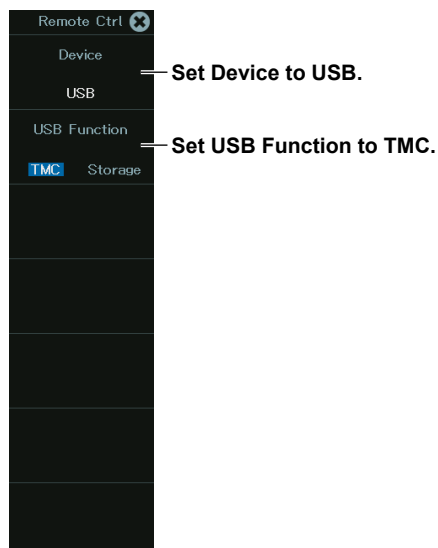 Remote Ctrl
Device
Set Device to USB.
USB
USB Function
Set USB Function to TMC.
TMC Storage